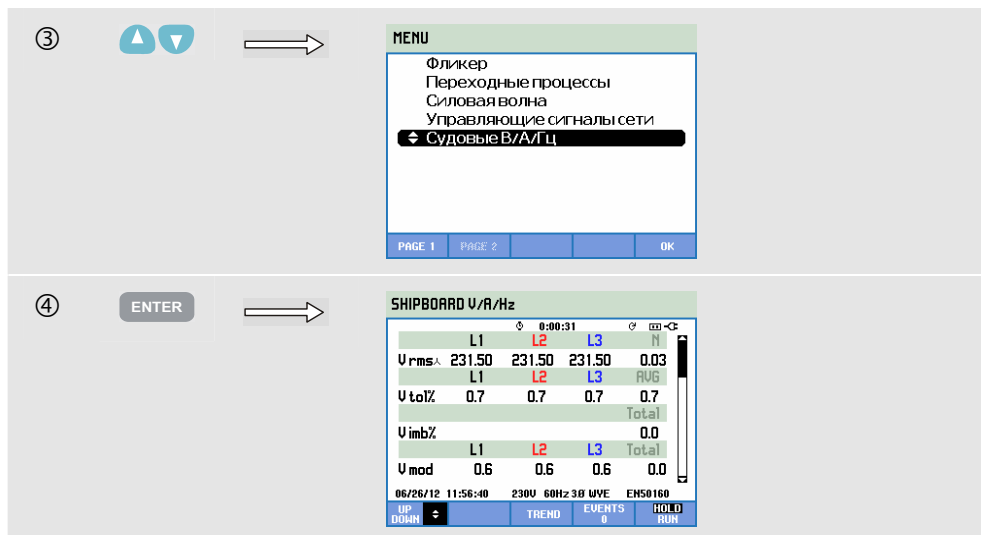 ③
MENU
Фликер
Переходные процессы
Силовая волна
Управляющие сигналы сети
Судовые В/А/Гц
PAGE 1 PAGE 2 OK
④ ENTER
SHIPBOARD V/A/Hz
0:00:31
L1 L2 L3 N
V rms⅄ 231.50 231.50 231.50 0.03
L1 L2 L3 AVG
V tol% 0.7 0.7 0.7 0.7
Total
V imb% 0.0
L1 L2 L3 Total
V mod 0.6 0.6 0.6 0.0
06/26/12 11:56:40 230V 60Hz 3Ø WYE EN50160
UP DOWN TREND EVENTS 0 HOLD RUN